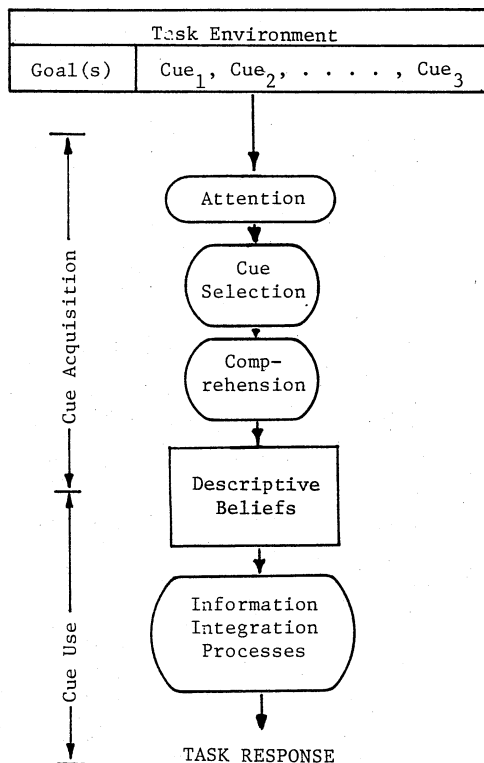 Task Environment
Goal(s) Cue1, Cue2, . . . . . , Cue3
Attention
Cue
Selection
Comp-
rehension
Descriptive
Beliefs
Information
Integration
Processes
TASK RESPONSE
Cue Acquisition
Cue Use